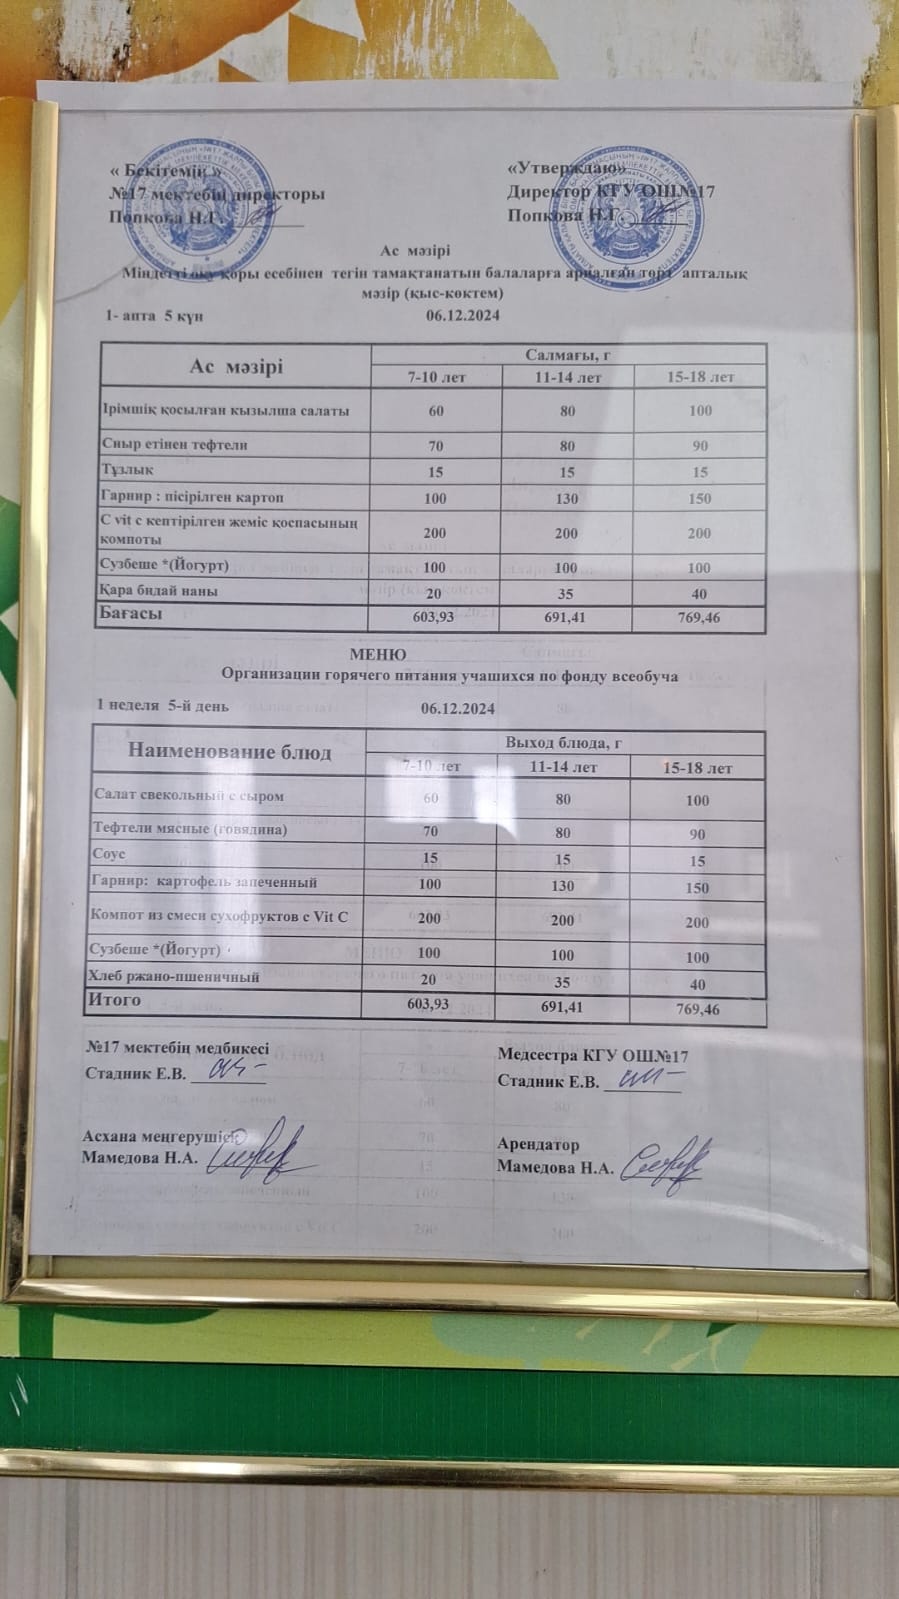 « Бекітемін »
№17 мектебің директоры
Попкова Н.Г. ________
«Утверждаю»
Директор КГУ ОШ№17
Попкова Н.Г. ________
Ас мәзірі
Міндетті оқу қоры есебінен тегін тамақтанатын балаларға арналған төрт апталық
мәзір (қыс-көктем)
1- апта 5 күн 06.12.2024
Ас мәзірі Салмағы, г
7-10 лет 11-14 лет 15-18 лет
Ірімшік қосылған қызылша салаты 60 80 100
Сиыр етінен тефтели 70 80 90
Тұзлык 15 15 15
Гарнир : пісірілген картоп 100 130 150
С vit с кептірілген жеміс қоспасының
компоты 200 200 200
Сузбеше *(Йогурт) 100 100 100
Қара бидай наны 20 35 40
Бағасы 603,93 691,41 769,46
МЕНЮ
Организации горячего питания учашихся по фонду всеобуча
1 неделя 5-й день 06.12.2024
Наименование блюд Выход блюда, г
7-10 лет 11-14 лет 15-18 лет
Салат свекольный с сыром 60 80 100
Тефтели мясные (говядина) 70 80 90
Соус 15 15 15
Гарнир: картофель запеченный 100 130 150
Компот из смеси сухофруктов с Vit C 200 200 200
Сузбеше *(Йогурт) 100 100 100
Хлеб ржано-пшеничный 20 35 40
Итого 603,93 691,41 769,46
№17 мектебің медбикесі
Стадник Е.В. ________
Медсестра КГУ ОШ№17
Стадник Е.В. ________
Асхана меңгерушісі
Мамедова Н.А.
Арендатор
Мамедова Н.А.